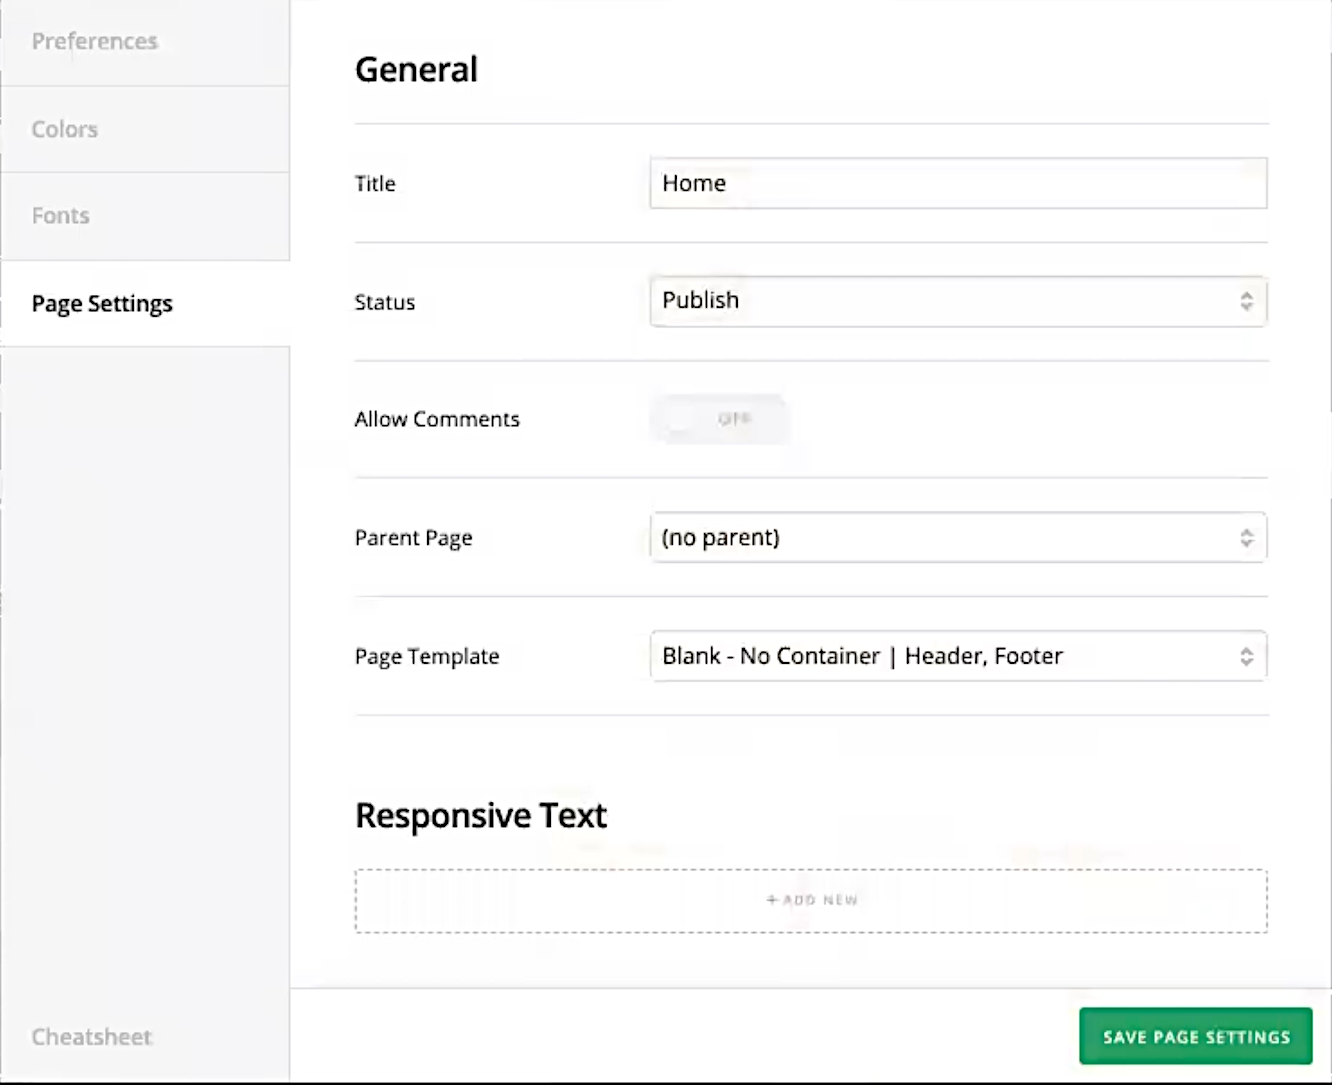 Preferences
Colors
Fonts
Page Settings
Cheatsheet
General
Title
Home
Status
Publish
Allow Comments
OFF
Parent Page
(no parent)
Page Template
Blank - No Container | Header, Footer
Responsive Text
+ ADD NEW
SAVE PAGE SETTINGS